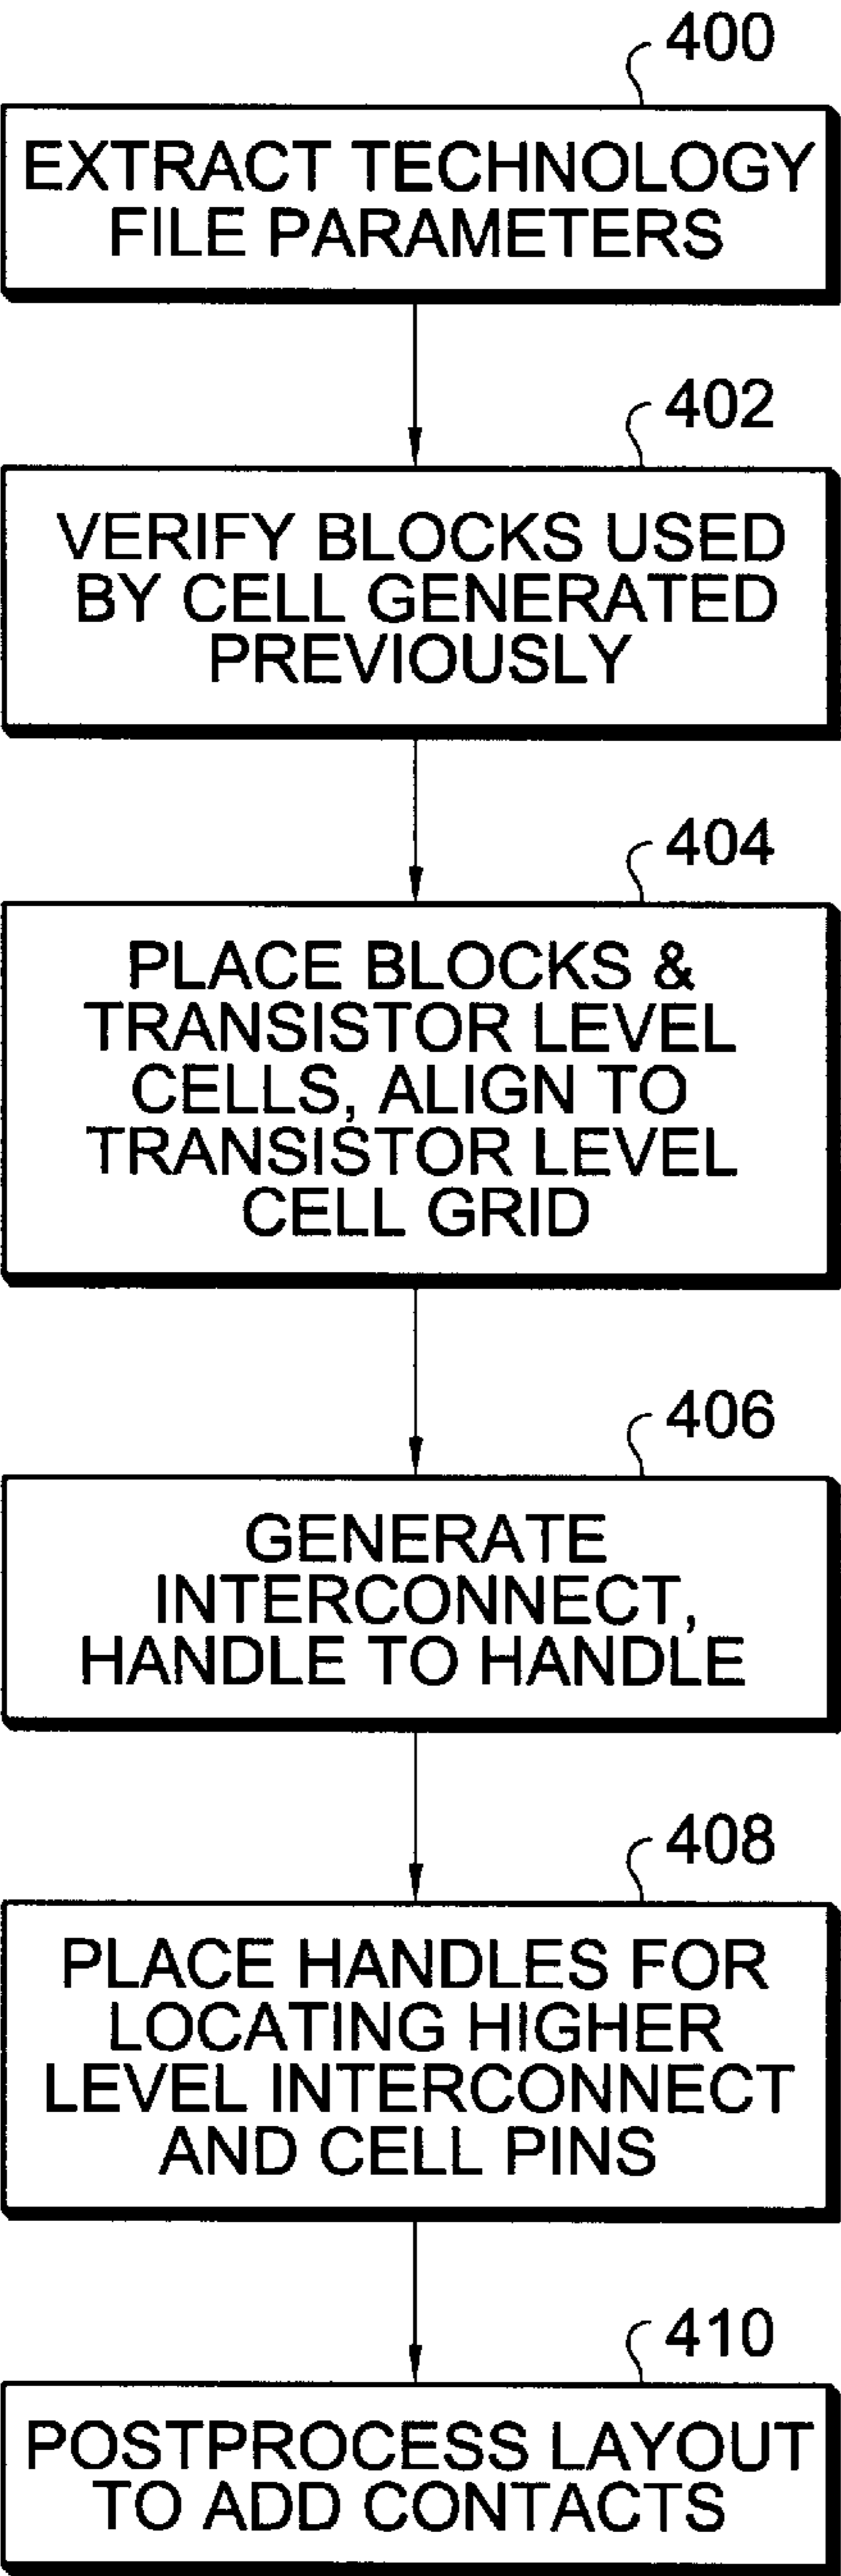 400
EXTRACT TECHNOLOGY
FILE PARAMETERS
402
VERIFY BLOCKS USED
BY CELL GENERATED
PREVIOUSLY
404
PLACE BLOCKS &
TRANSISTOR LEVEL
CELLS, ALIGN TO
TRANSISTOR LEVEL
CELL GRID
406
GENERATE
INTERCONNECT,
HANDLE TO HANDLE
408
PLACE HANDLES FOR
LOCATING HIGHER
LEVEL INTERCONNECT
AND CELL PINS
410
POSTPROCESS LAYOUT
TO ADD CONTACTS